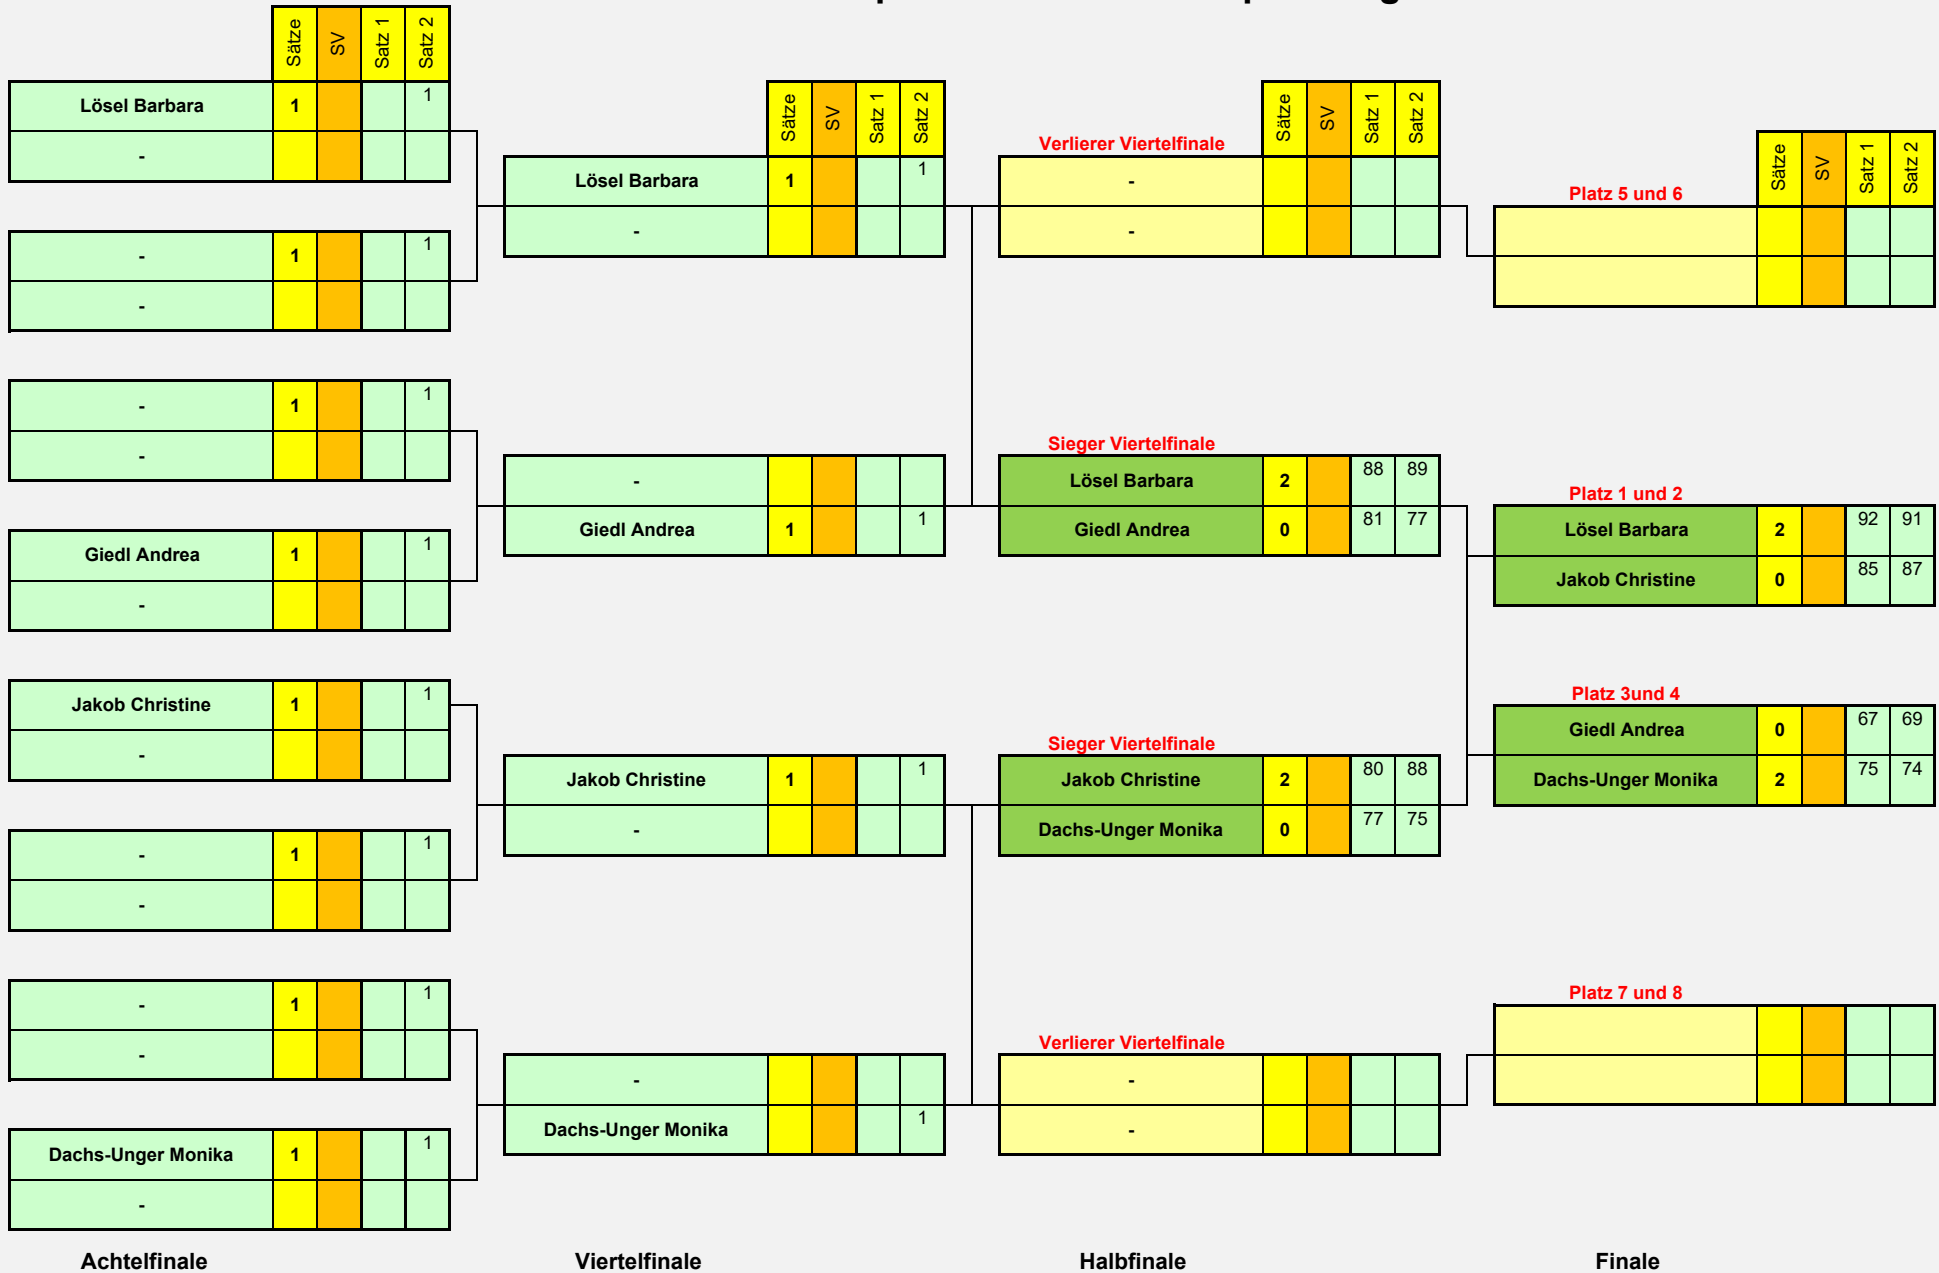 Sätze SV Satz 1 Satz 2
Lösel Barbara 1 1
-
- 1 1
-
- 1 1
-
Giedl Andrea 1 1
-
Jakob Christine 1 1
-
- 1 1
-
- 1 1
-
Dachs-Unger Monika 1 1
-
Achtelfinale
Sätze SV Satz 1 Satz 2
Lösel Barbara 1 1
-
-
Giedl Andrea 1 1
Jakob Christine 1 1
-
-
Dachs-Unger Monika 1
Viertelfinale
Sätze SV Satz 1 Satz 2
Verlierer Viertelfinale
-
-
Sieger Viertelfinale
Lösel Barbara 2 88 89
Giedl Andrea 0 81 77
Sieger Viertelfinale
Jakob Christine 2 80 88
Dachs-Unger Monika 0 77 75
Verlierer Viertelfinale
-
-
Halbfinale
Sätze SV Satz 1 Satz 2
Platz 5 und 6
Platz 1 und 2
Lösel Barbara 2 92 91
Jakob Christine 0 85 87
Platz 3und 4
Giedl Andrea 0 67 69
Dachs-Unger Monika 2 75 74
Platz 7 und 8
Finale